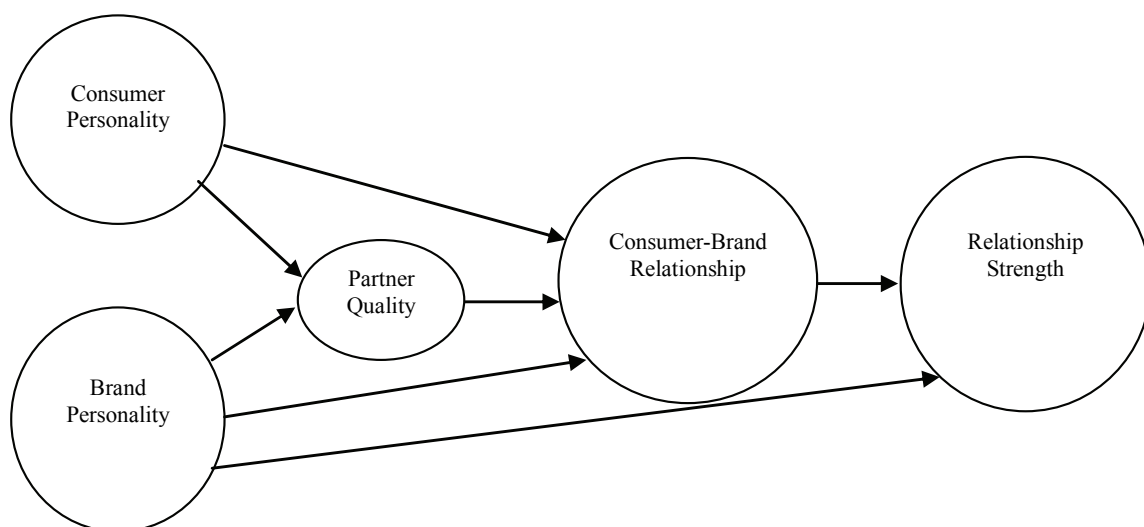 Consumer
Personality
Partner
Quality
Brand
Personality
Consumer-Brand
Relationship
Relationship
Strength